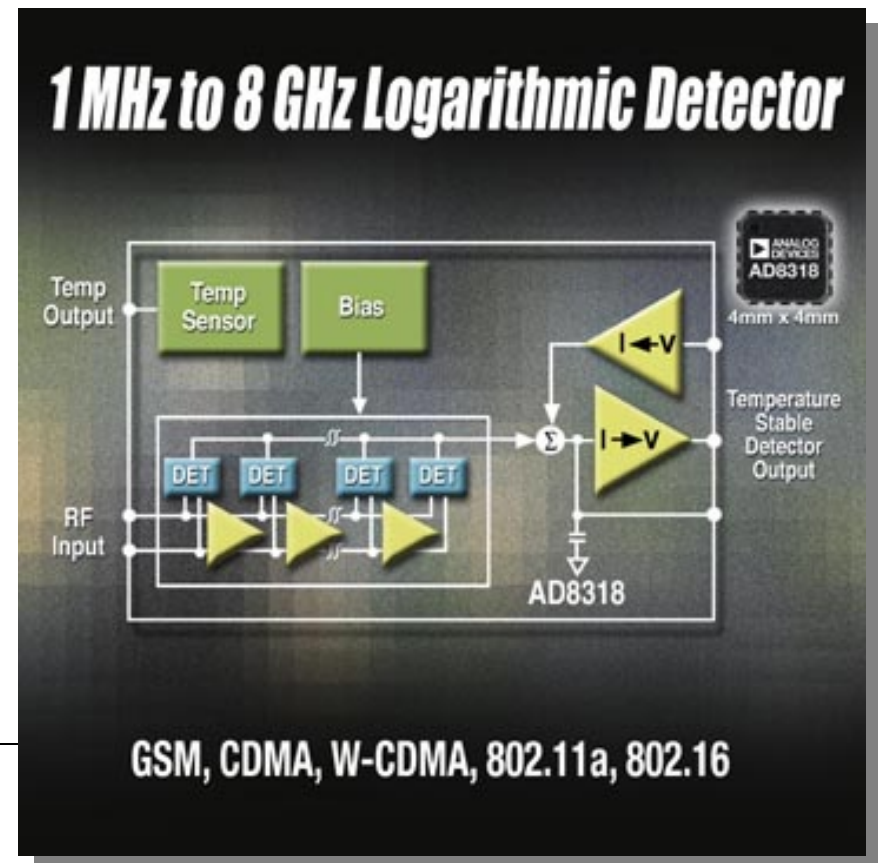 1 MHz to 8 GHz Logarithmic Detector
ANALOG
DEVICES
AD8318
4mm x 4mm
Temp
Output
Temp
Sensor
Bias
I V
Temperature
Stable
Detector
Output
Σ
I V
DET
DET
DET
DET
RF
Input
AD8318
GSM, CDMA, W-CDMA, 802.11a, 802.16